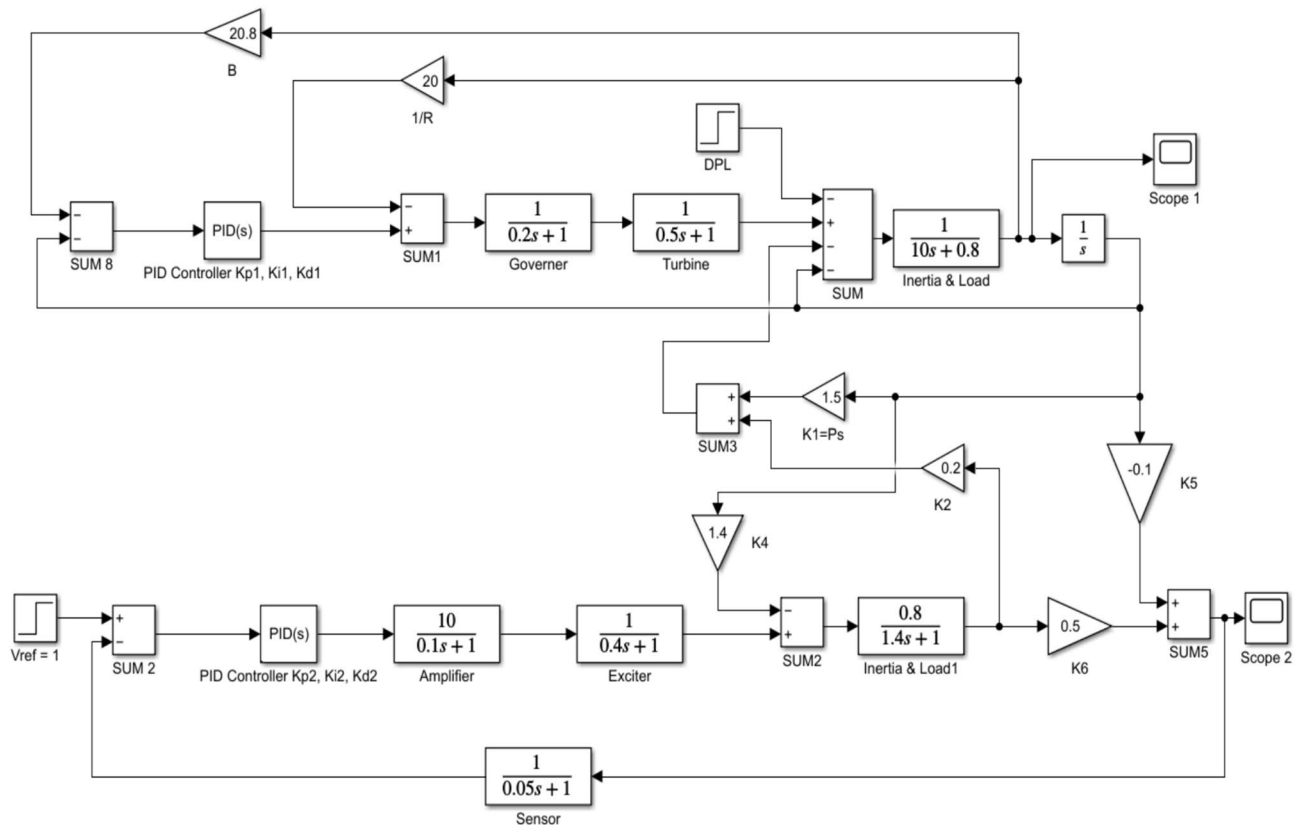 20.8
B
20
1/R
DPL
Scope 1
−
−
SUM 8
PID(s)
PID Controller Kp1, Ki1, Kd1
−
+
SUM1
1
0.2s + 1
Governer
1
0.5s + 1
Turbine
−
+
−
−
SUM
1
10s + 0.8
Inertia & Load
1
s
+
+
SUM3
1.5
K1=Ps
0.2
K2
-0.1
K5
1.4
K4
Vref = 1
+
−
SUM 2
PID(s)
PID Controller Kp2, Ki2, Kd2
10
0.1s + 1
Amplifier
1
0.4s + 1
Exciter
−
+
SUM2
0.8
1.4s + 1
Inertia & Load1
0.5
K6
+
+
SUM5
Scope 2
1
0.05s + 1
Sensor